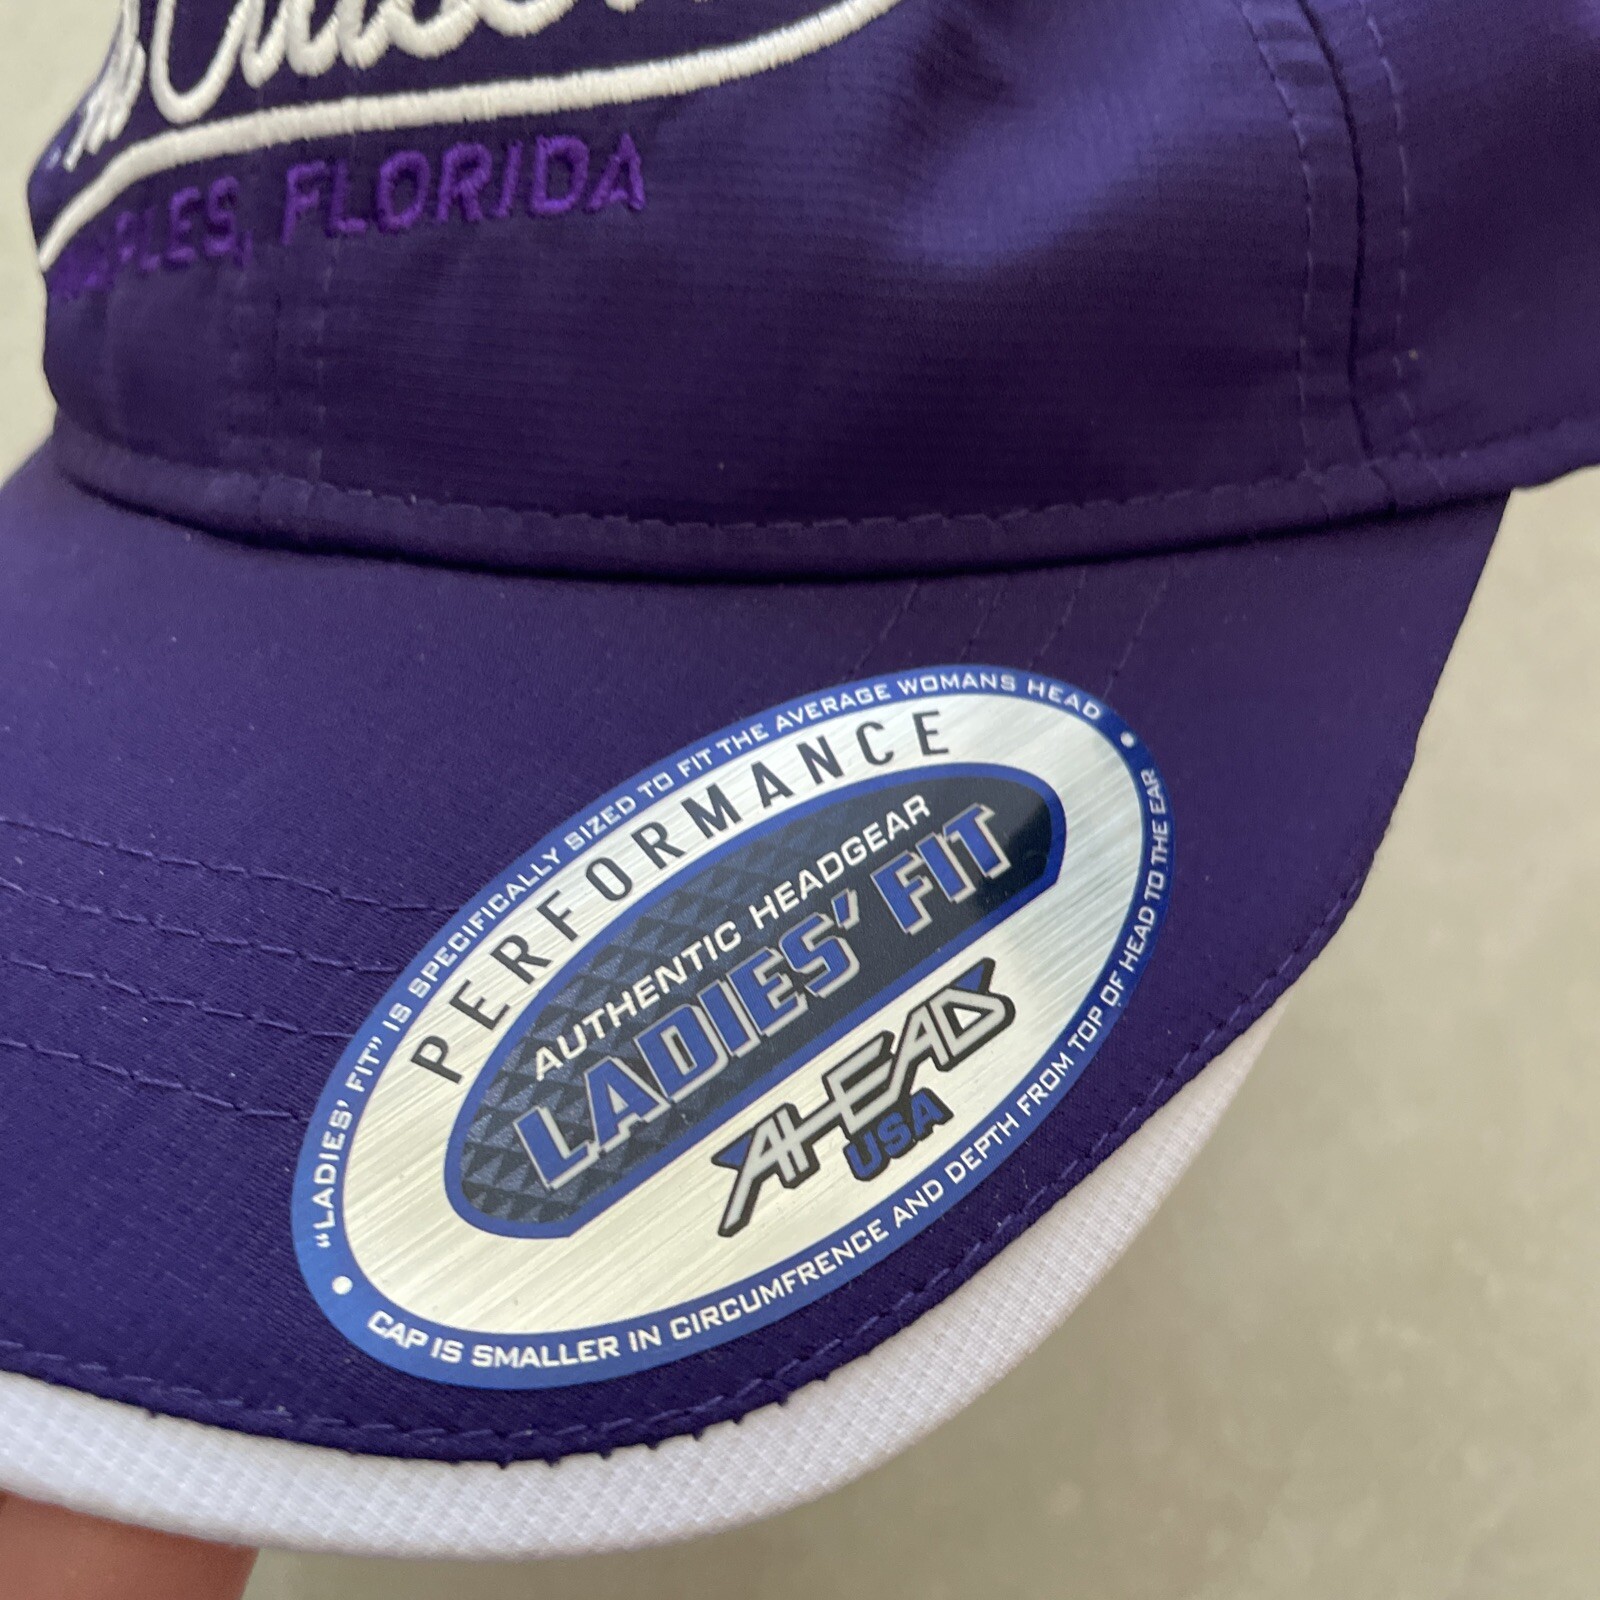 NAPLES, FLORIDA
"LADIES' FIT" IS SPECIFICALLY SIZED TO FIT THE AVERAGE WOMANS HEAD
PERFORMANCE
AUTHENTIC HEADGEAR
LADIES' FIT
AHEAD
USA
CAP IS SMALLER IN CIRCUMFRENCE AND DEPTH FROM TOP OF HEAD TO THE EAR